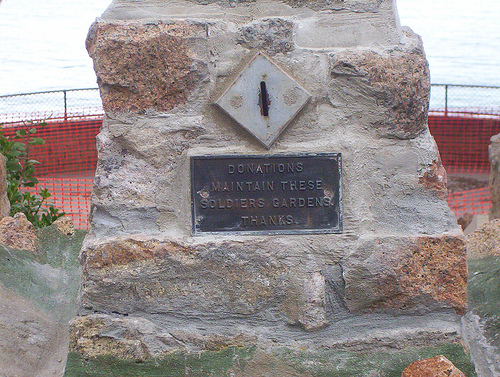 DONATIONS
MAINTAIN THESE
SOLDIERS GARDENS.
THANKS.